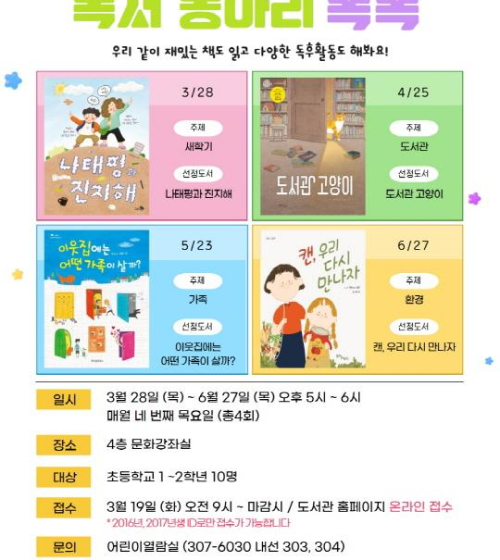 독서 동아리 톡톡
우리 같이 재밌는 책도 읽고 다양한 독후활동도 해봐요!
3/28
주제
새학기
선정도서
나태평과 진지해
나태평과
진지해
4/25
주제
도서관
선정도서
도서관 고양이
도서관 고양이
5/23
주제
가족
선정도서
이웃집에는
어떤 가족이 살까?
이웃집에는
어떤 가족이 살까?
6/27
주제
환경
선정도서
캔, 우리 다시 만나자
캔, 우리
다시
만나자
일시
3월 28일 (목) ~ 6월 27일 (목) 오후 5시 ~ 6시
매월 네 번째 목요일 (총4회)
장소
4층 문화강좌실
대상
초등학교 1 ~2학년 10명
접수
3월 19일 (화) 오전 9시 ~ 마감시 / 도서관 홈페이지 온라인 접수
* 2016년, 2017년생 ID로만 접수가 가능합니다
문의
어린이열람실 (307-6030 내선 303, 304)